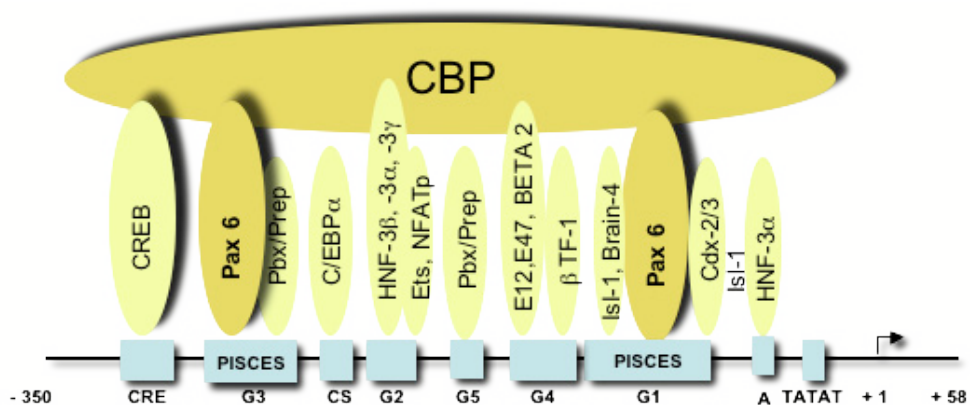 CBP
CREB
Pax 6
Pbx/Prep
C/EBPα
HNF-3β, -3α, -3γ
Ets, NFATp
Pbx/Prep
E12,E47, BETA 2
β TF-1
Isl-1, Brain-4
Pax 6
Cdx-2/3
Isl-1
HNF-3α
PISCES
PISCES
- 350 CRE G3 CS G2 G5 G4 G1 A TATAT + 1 + 58